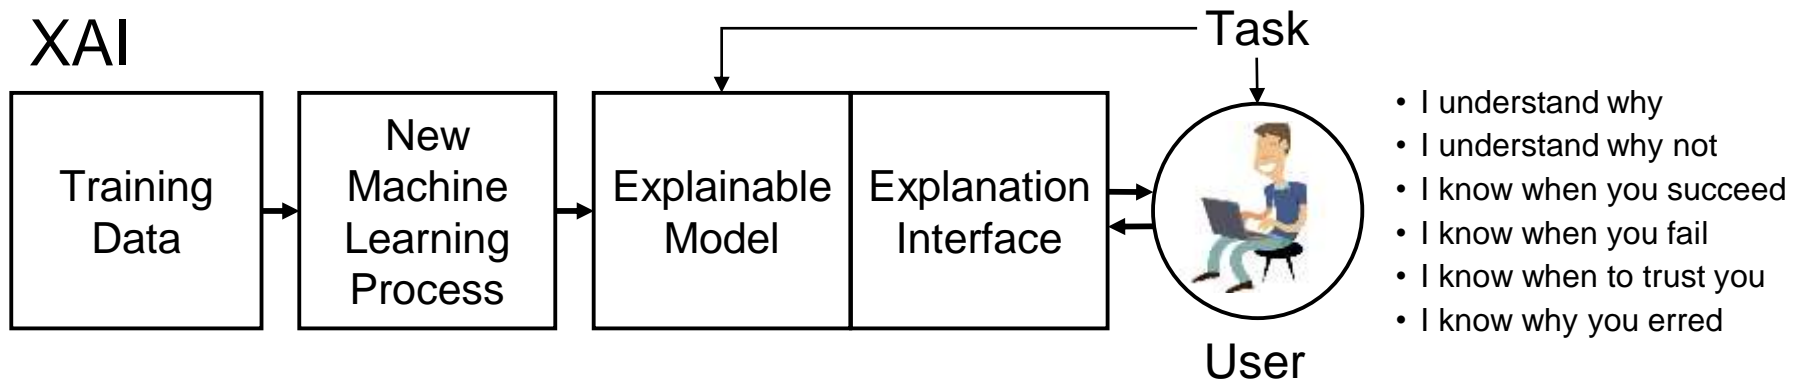 XAI
Task
Training
Data
New
Machine
Learning
Process
Explainable
Model
Explanation
Interface
User
• I understand why
• I understand why not
• I know when you succeed
• I know when you fail
• I know when to trust you
• I know why you erred